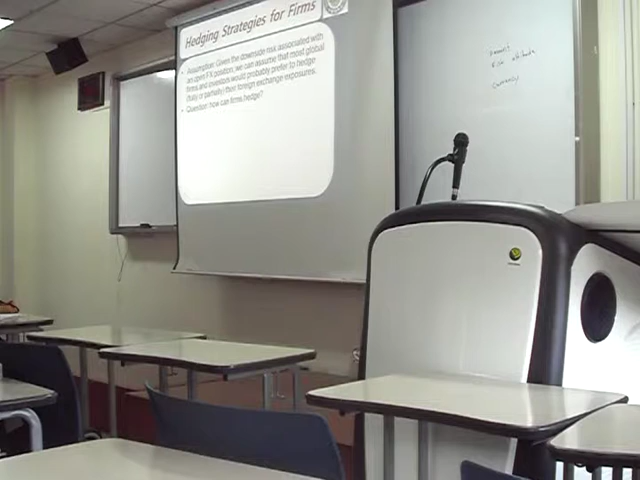 Hedging Strategies for Firms
• Assumption: Given the downside risk associated with
an open FX position, we can assume that most global
firms and investors would probably prefer to hedge
(fully or partially) their foreign exchange exposures.
• Question: how can firms hedge?
Currency